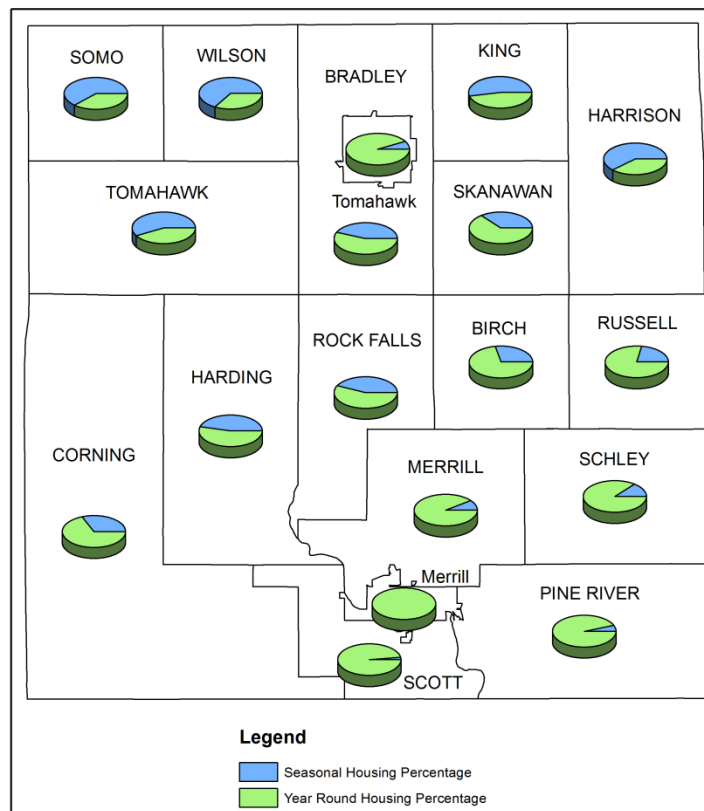 SOMO
WILSON
BRADLEY
KING
HARRISON
TOMAHAWK
Tomahawk
SKANAWAN
ROCK FALLS
BIRCH
RUSSELL
HARDING
CORNING
MERRILL
SCHLEY
Merrill
PINE RIVER
SCOTT
Legend
Seasonal Housing Percentage
Year Round Housing Percentage